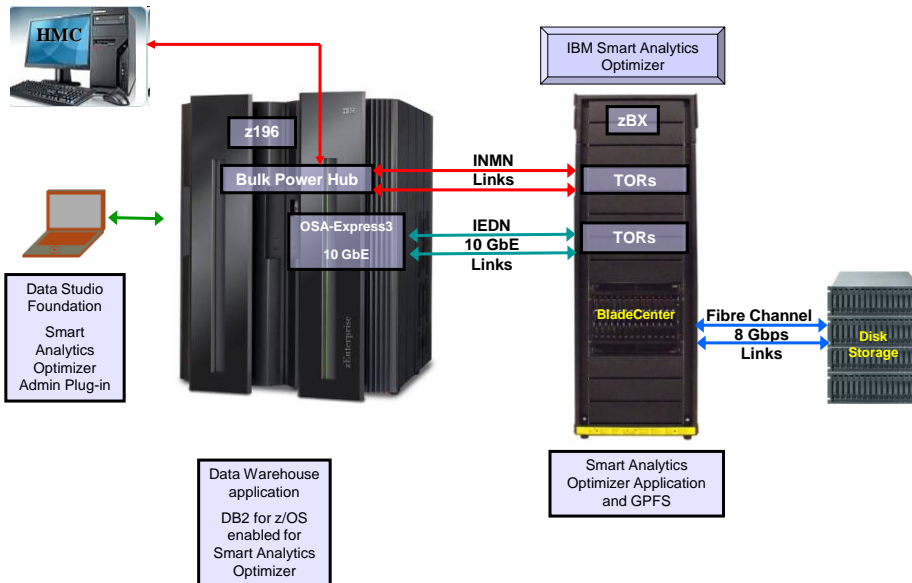 HMC
IBM Smart Analytics
Optimizer
IBM
z196
zBX
Bulk Power Hub
INMN
Links
TORs
OSA-Express3
10 GbE
IEDN
10 GbE
Links
TORs
Data Studio
Foundation
Smart
Analytics
Optimizer
Admin Plug-in
zEnterprise
BladeCenter
Fibre Channel
8 Gbps
Links
Disk
Storage
Data Warehouse
application
DB2 for z/OS
enabled for
Smart Analytics
Optimizer
Smart Analytics
Optimizer Application
and GPFS